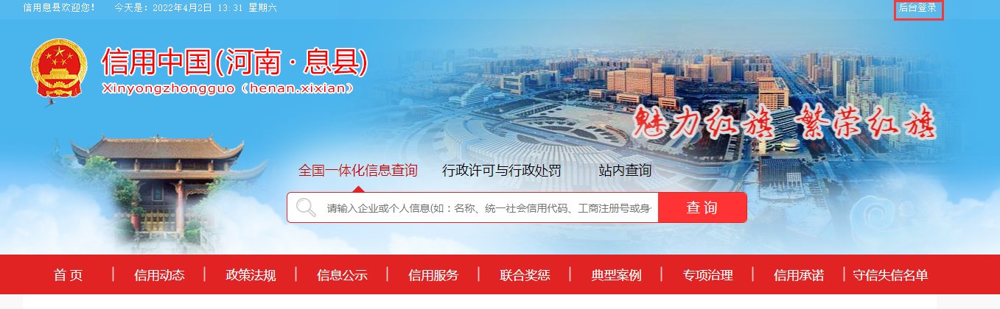 信用息县欢迎您! 今天是：2022年4月2日 13:31 星期六 后台登录
信用中国(河南·息县)
Xinyongzhongguo（henan.xixian）
魅力红旗 繁荣红旗
全国一体化信息查询 行政许可与行政处罚 站内查询
请输入企业或个人信息(如：名称、统一社会信用代码、工商注册号或身 查 询
首 页 信用动态 政策法规 信息公示 信用服务 联合奖惩 典型案例 专项治理 信用承诺 守信失信名单